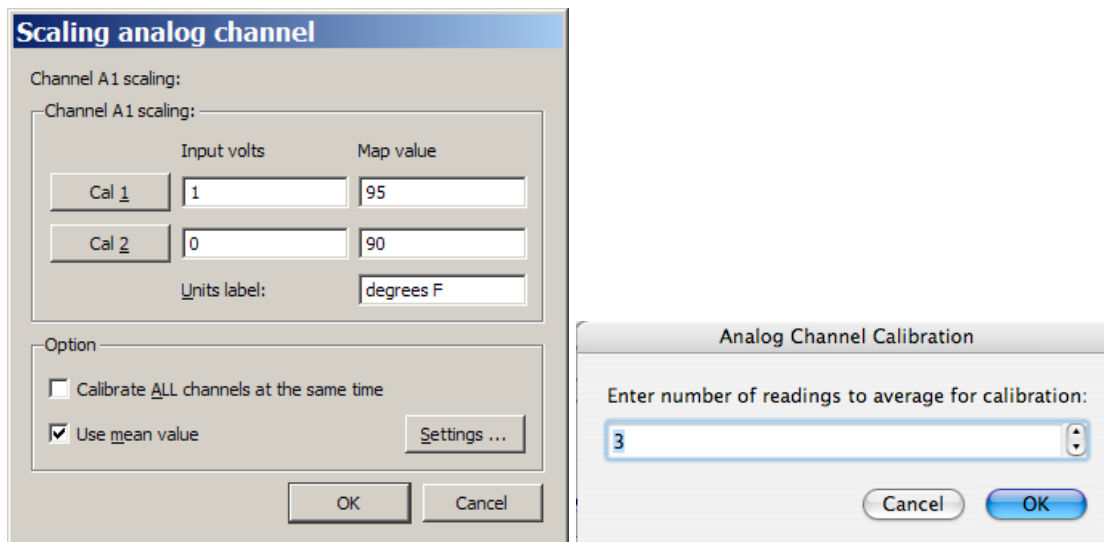 Scaling analog channel
Channel A1 scaling:
Channel A1 scaling:
Input volts Map value
Cal 1 1 95
Cal 2 0 90
Units label: degrees F
Option
Calibrate ALL channels at the same time
Use mean value Settings ...
OK Cancel
Analog Channel Calibration
Enter number of readings to average for calibration:
3
Cancel OK